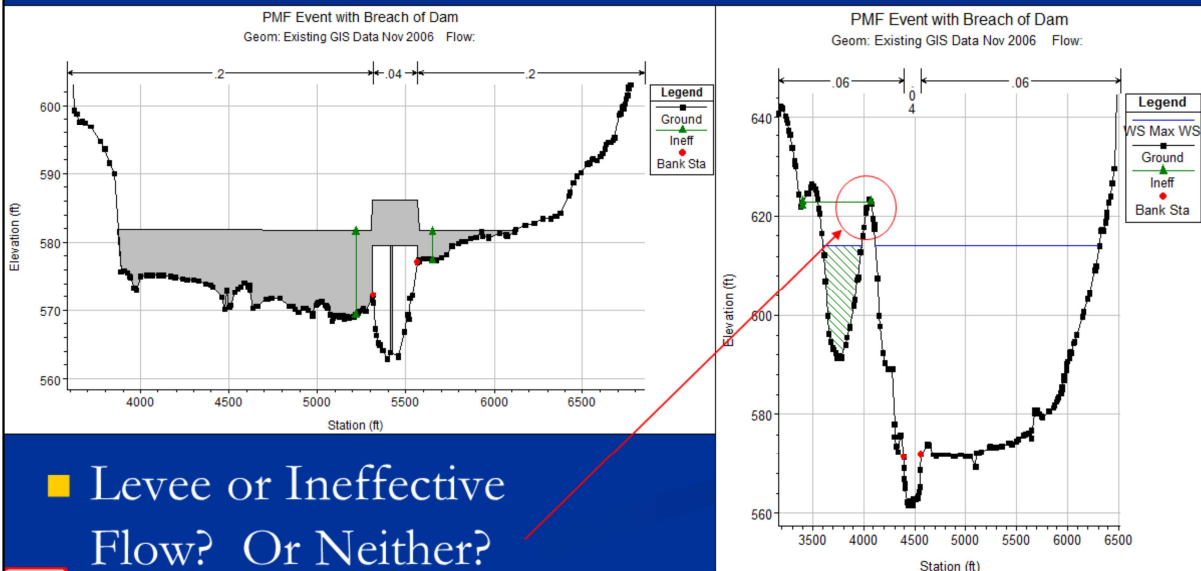 PMF Event with Breach of Dam
Geom: Existing GIS Data Nov 2006 Flow:
.2 .04 .2
Legend
Ground
Ineff
Bank Sta
600
590
580
570
560
Elevation (ft)
4000 4500 5000 5500 6000 6500
Station (ft)
PMF Event with Breach of Dam
Geom: Existing GIS Data Nov 2006 Flow:
.06 .06
0
4
Legend
WS Max WS
Ground
Ineff
Bank Sta
640
620
600
580
560
Elevation (ft)
3500 4000 4500 5000 5500 6000 6500
Station (ft)
Levee or Ineffective
Flow? Or Neither?